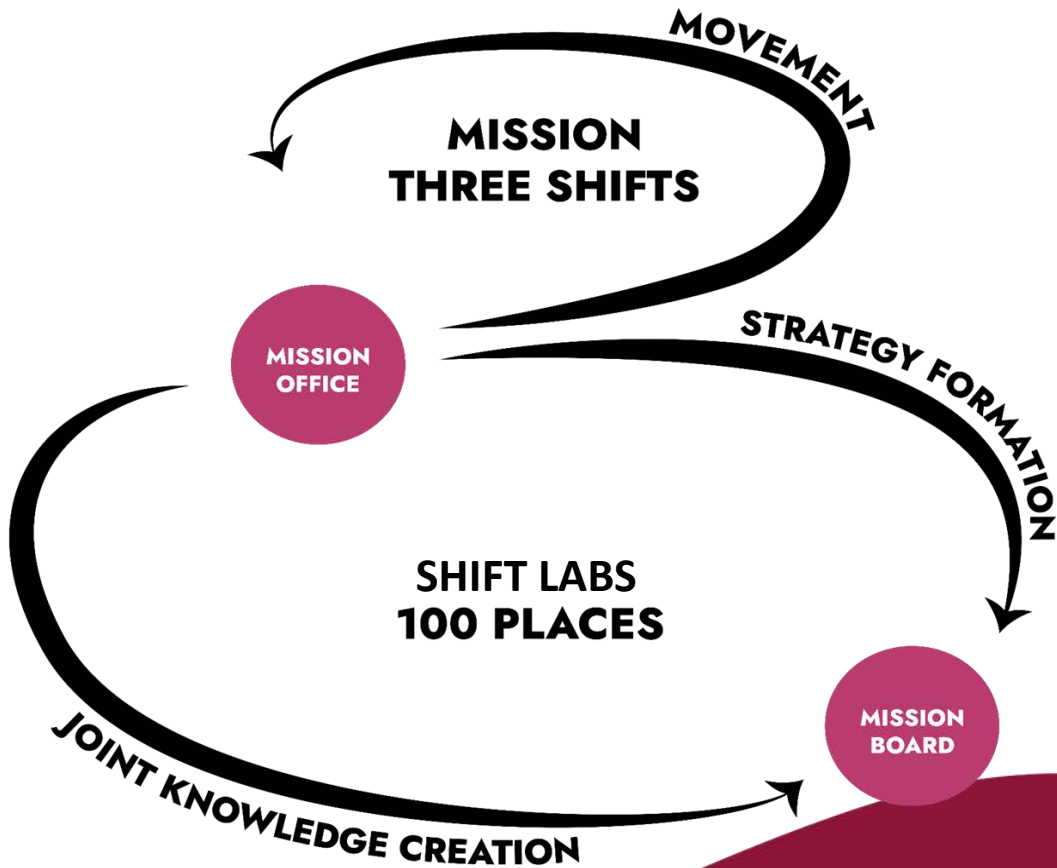 MOVEMENT
MISSION
THREE SHIFTS
MISSION
OFFICE
STRATEGY FORMATION
SHIFT LABS
100 PLACES
MISSION
BOARD
JOINT KNOWLEDGE CREATION